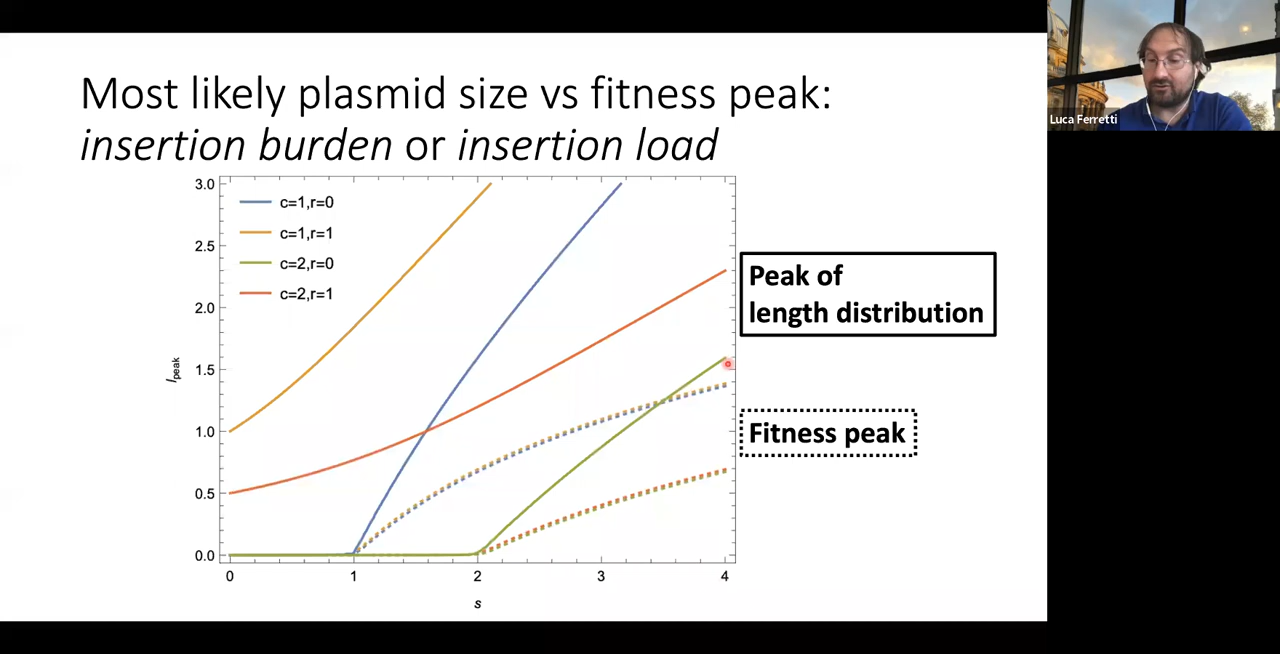 Most likely plasmid size vs fitness peak:
insertion burden or insertion load
3.0
2.5
2.0
1.5
1.0
0.5
0.0
l_peak
c=1,r=0
c=1,r=1
c=2,r=0
c=2,r=1
0 1 2 3 4
s
Peak of
length distribution
Fitness peak
Luca Ferretti